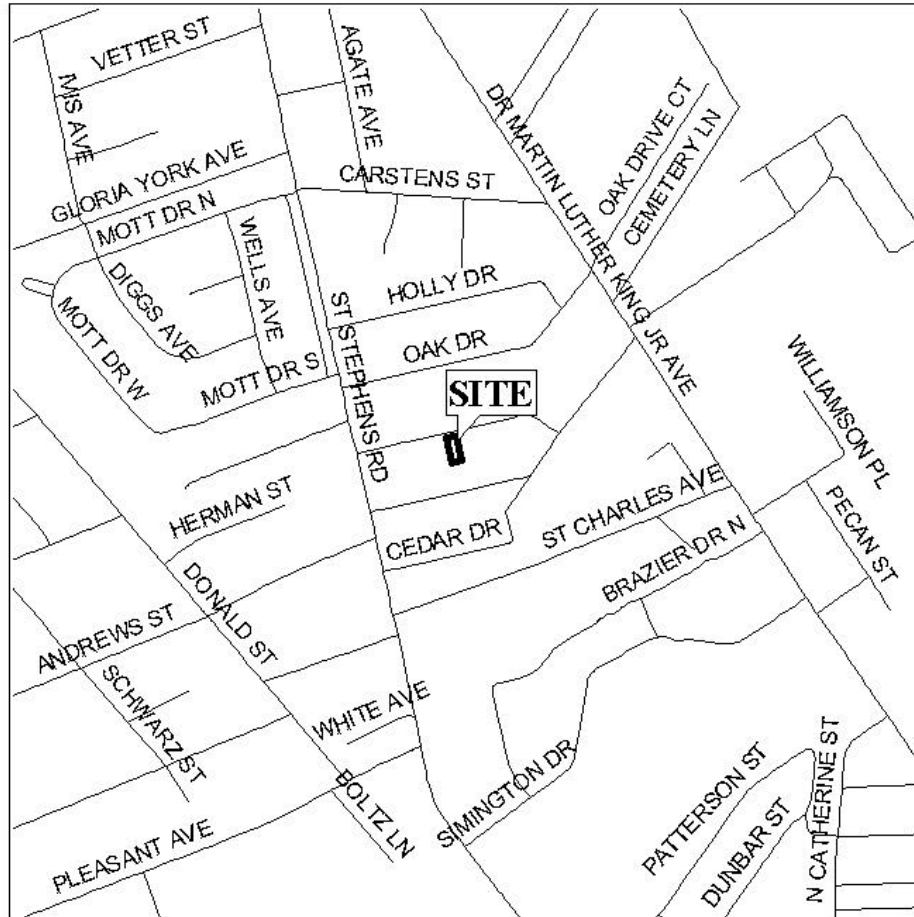 VETTER ST
IVIS AVE
AGATE AVE
DR MARTIN LUTHER KING JR AVE
OAK DRIVE CT
CEMETERY LN
GLORIA YORK AVE
CARSTENS ST
MOTT DR N
WELLS AVE
DIGGS AVE
HOLLY DR
MOTT DR W
ST STEPHENS RD
OAK DR
MOTT DR S
WILLIAMSON PL
SITE
PECAN ST
HERMAN ST
CEDAR DR
ST CHARLES AVE
BRAZIER DR N
DONALD ST
ANDREWS ST
SCHWARZ ST
WHITE AVE
BOLTZ LN
SIMINGTON DR
PATTERSON ST
DUNBAR ST
N CATHERINE ST
PLEASANT AVE